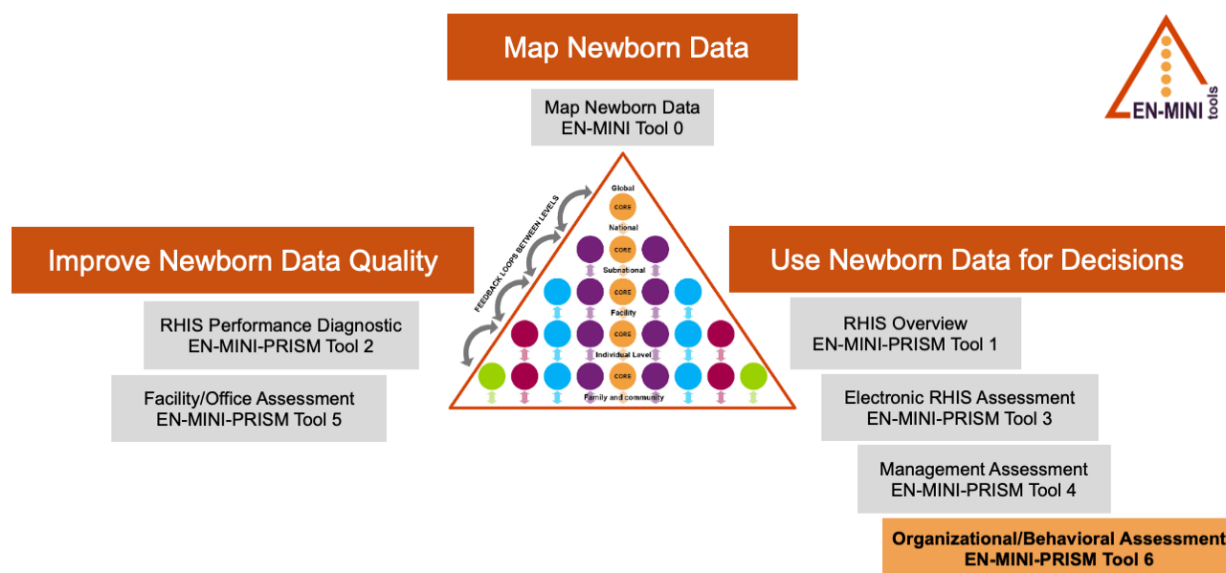 Map Newborn Data
Map Newborn Data
EN-MINI Tool 0
EN-MINI
tools
Improve Newborn Data Quality
RHIS Performance Diagnostic
EN-MINI-PRISM Tool 2
Facility/Office Assessment
EN-MINI-PRISM Tool 5
FEEDBACK LOOPS BETWEEN LEVELS
Global
CORE
National
CORE
Subnational
CORE
Facility
CORE
Individual Level
CORE
Family and community
Use Newborn Data for Decisions
RHIS Overview
EN-MINI-PRISM Tool 1
Electronic RHIS Assessment
EN-MINI-PRISM Tool 3
Management Assessment
EN-MINI-PRISM Tool 4
Organizational/Behavioral Assessment
EN-MINI-PRISM Tool 6